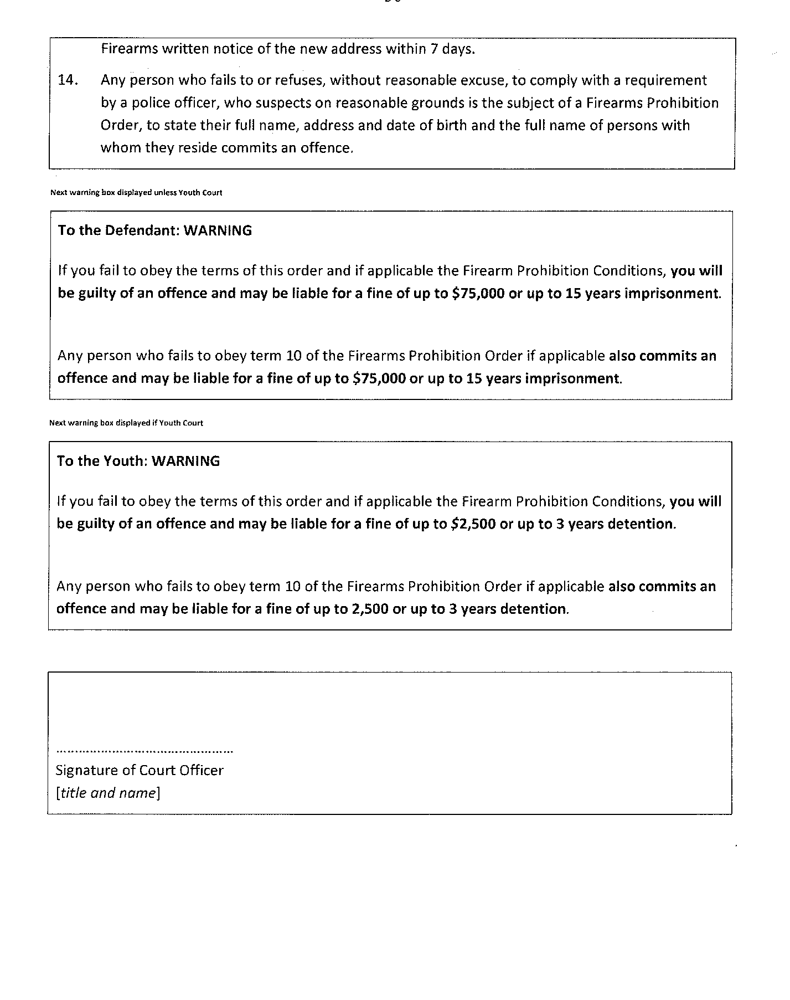 Firearms written notice of the new address within 7 days.
14. Any person who fails to or refuses, without reasonable excuse, to comply with a requirement
by a police officer, who suspects on reasonable grounds is the subject of a Firearms Prohibition
Order, to state their full name, address and date of birth and the full name of persons with
whom they reside commits an offence.
Next warning box displayed unless Youth Court
To the Defendant: WARNING
If you fail to obey the terms of this order and if applicable the Firearm Prohibition Conditions, you will
be guilty of an offence and may be liable for a fine of up to $75,000 or up to 15 years imprisonment.
Any person who fails to obey term 10 of the Firearms Prohibition Order if applicable also commits an
offence and may be liable for a fine of up to $75,000 or up to 15 years imprisonment.
Next warning box displayed if Youth Court
To the Youth: WARNING
If you fail to obey the terms of this order and if applicable the Firearm Prohibition Conditions, you will
be guilty of an offence and may be liable for a fine of up to $2,500 or up to 3 years detention.
Any person who fails to obey term 10 of the Firearms Prohibition Order if applicable also commits an
offence and may be liable for a fine of up to 2,500 or up to 3 years detention.
...............................................
Signature of Court Officer
[title and name]